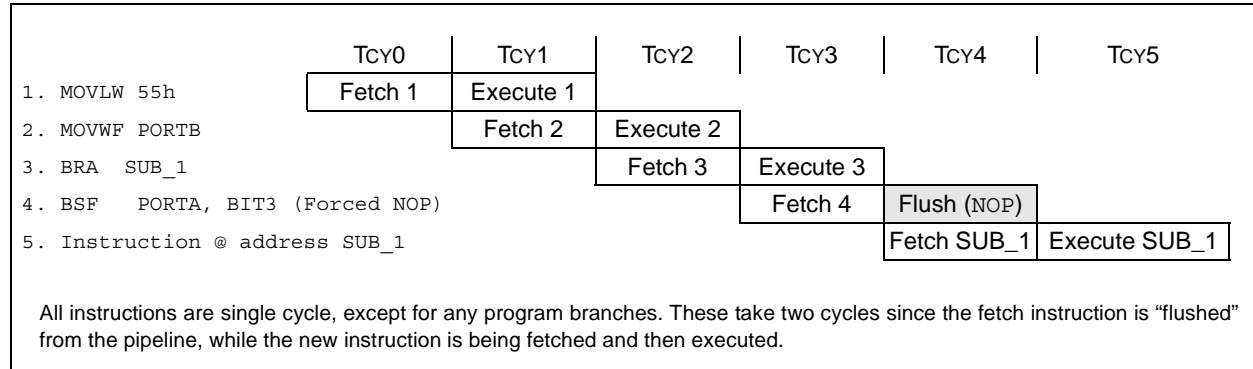 TCY0 TCY1 TCY2 TCY3 TCY4 TCY5
1. MOVLW 55h Fetch 1 Execute 1
2. MOVWF PORTB Fetch 2 Execute 2
3. BRA SUB_1 Fetch 3 Execute 3
4. BSF PORTA, BIT3 (Forced NOP) Fetch 4 Flush (NOP)
5. Instruction @ address SUB_1 Fetch SUB_1 Execute SUB_1
All instructions are single cycle, except for any program branches. These take two cycles since the fetch instruction is “flushed”
from the pipeline, while the new instruction is being fetched and then executed.